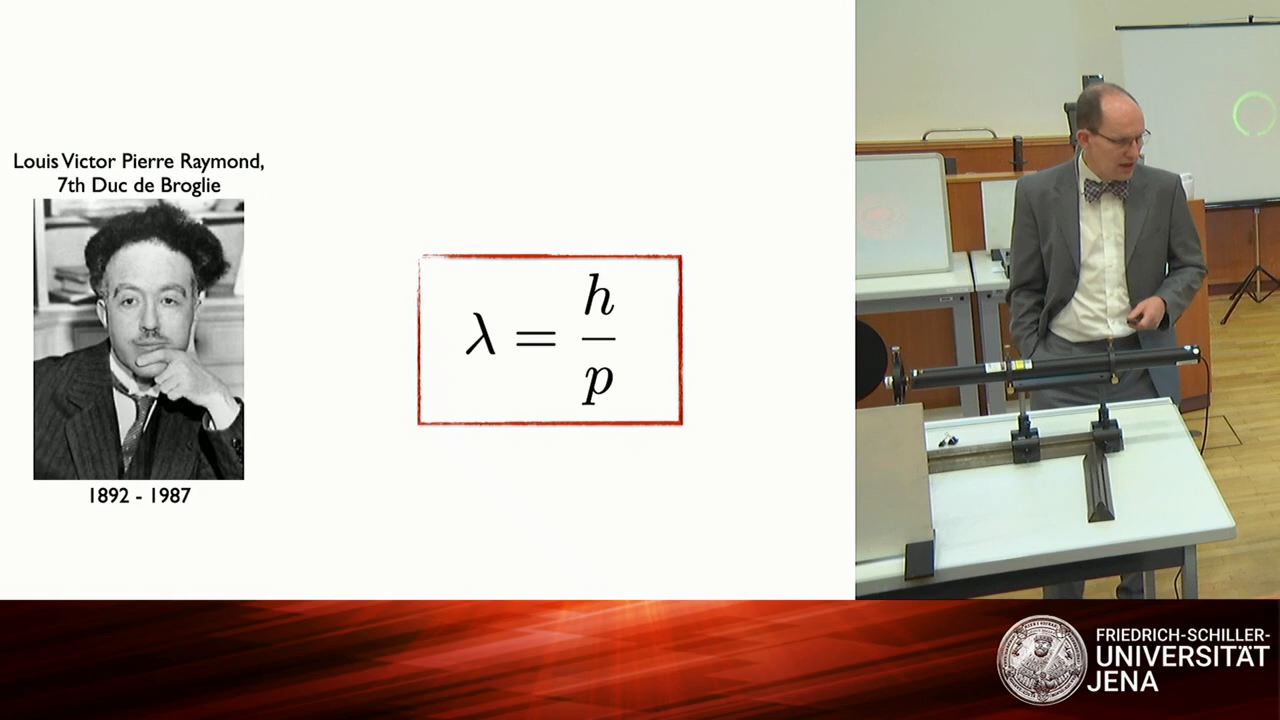 Louis Victor Pierre Raymond,
7th Duc de Broglie
1892 - 1987
λ = h/p
FRIEDRICH-SCHILLER-
UNIVERSITÄT
JENA